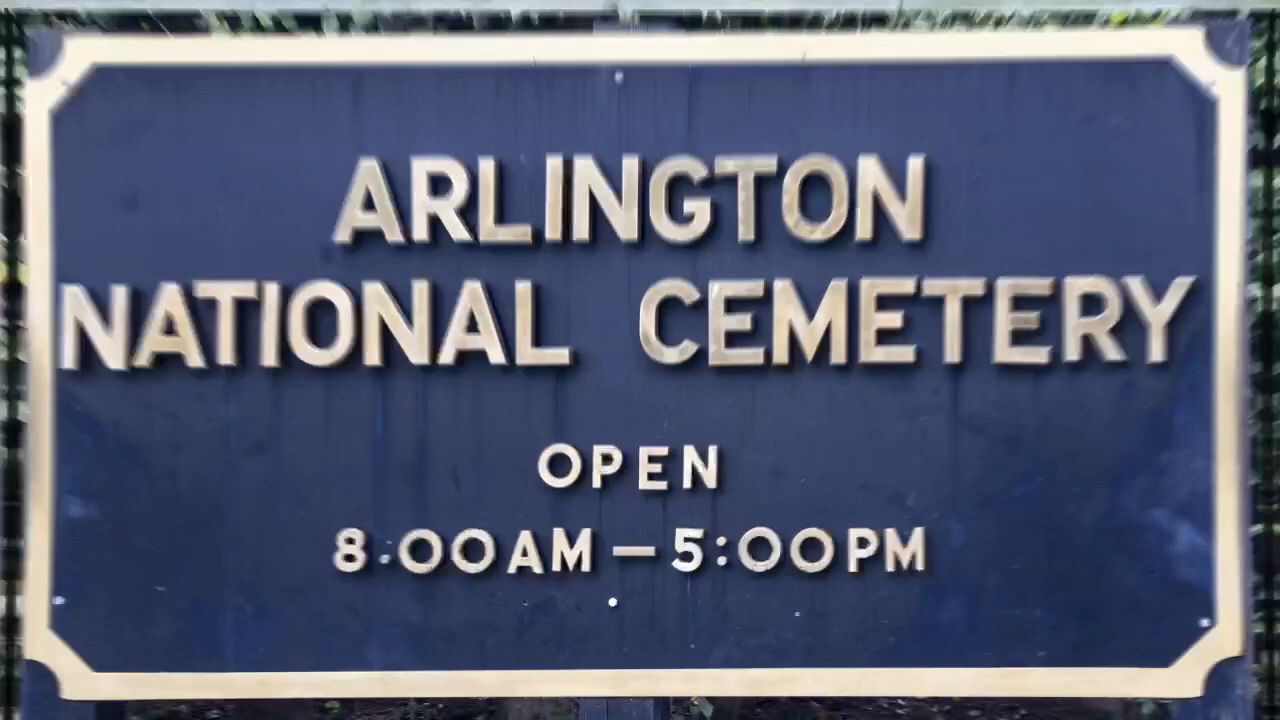 ARLINGTON
NATIONAL CEMETERY
OPEN
8:00AM — 5:00PM